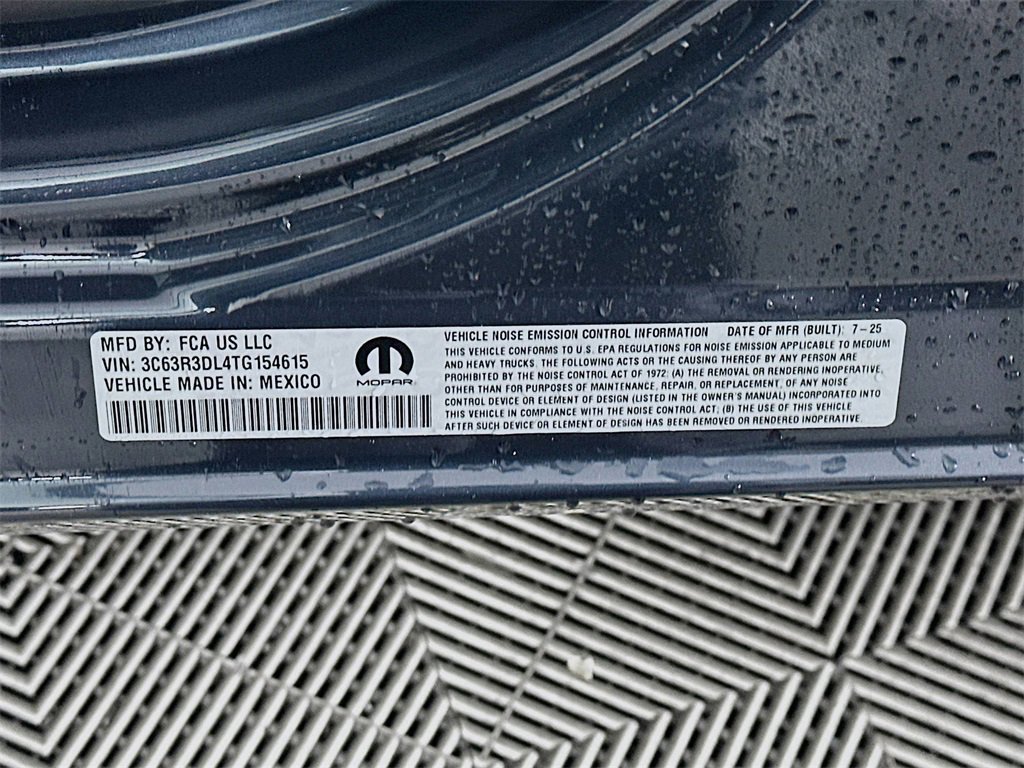 MFD BY: FCA US LLC
VIN: 3C63R3DL4TG154615
VEHICLE MADE IN: MEXICO
MOPAR
VEHICLE NOISE EMISSION CONTROL INFORMATION DATE OF MFR (BUILT): 7-25
THIS VEHICLE CONFORMS TO U.S. EPA REGULATIONS FOR NOISE EMISSION APPLICABLE TO MEDIUM
AND HEAVY TRUCKS. THE FOLLOWING ACTS OR THE CAUSING THEREOF BY ANY PERSON ARE
PROHIBITED BY THE NOISE CONTROL ACT OF 1972: (A) THE REMOVAL OR RENDERING INOPERATIVE,
OTHER THAN FOR PURPOSES OF MAINTENANCE, REPAIR, OR REPLACEMENT, OF ANY NOISE
CONTROL DEVICE OR ELEMENT OF DESIGN (LISTED IN THE OWNER'S MANUAL) INCORPORATED INTO
THIS VEHICLE IN COMPLIANCE WITH THE NOISE CONTROL ACT; (B) THE USE OF THIS VEHICLE
AFTER SUCH DEVICE OR ELEMENT OF DESIGN HAS BEEN REMOVED OR RENDERED INOPERATIVE.